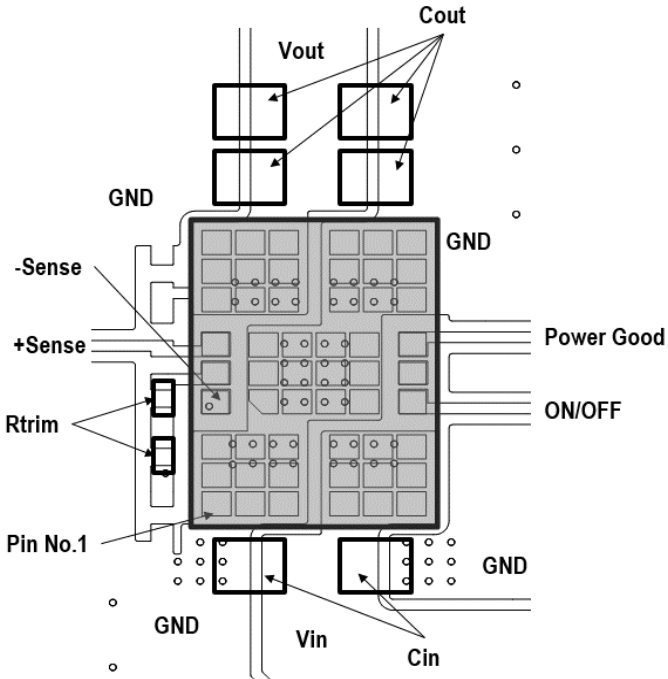 Cout
Vout
GND
GND
-Sense
+Sense
Power Good
ON/OFF
Rtrim
Pin No.1
GND
GND
Vin
Cin